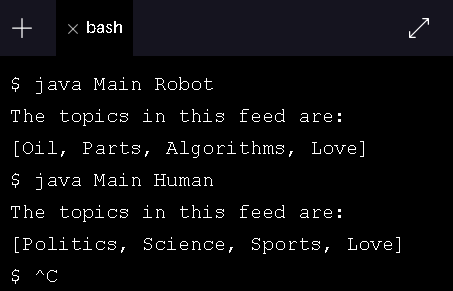 bash
$ java Main Robot
The topics in this feed are:
[Oil, Parts, Algorithms, Love]
$ java Main Human
The topics in this feed are:
[Politics, Science, Sports, Love]
$ ^C